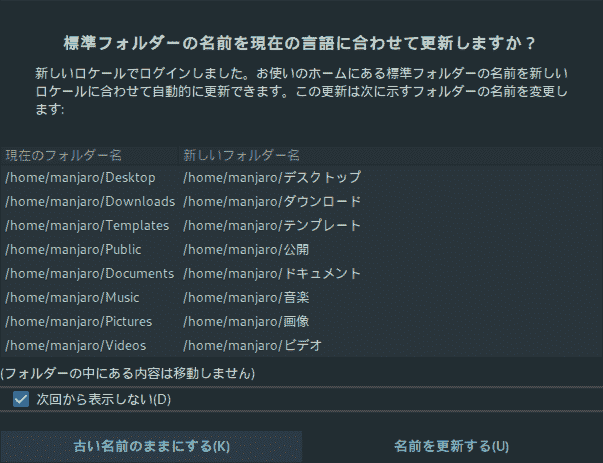 標準フォルダーの名前を現在の言語に合わせて更新しますか？
新しいロケールでログインしました。お使いのホームにある標準フォルダーの名前を新しい
ロケールに合わせて自動的に更新できます。この更新は次に示すフォルダーの名前を変更し
ます:
現在のフォルダー名 新しいフォルダー名
/home/manjaro/Desktop /home/manjaro/デスクトップ
/home/manjaro/Downloads /home/manjaro/ダウンロード
/home/manjaro/Templates /home/manjaro/テンプレート
/home/manjaro/Public /home/manjaro/公開
/home/manjaro/Documents /home/manjaro/ドキュメント
/home/manjaro/Music /home/manjaro/音楽
/home/manjaro/Pictures /home/manjaro/画像
/home/manjaro/Videos /home/manjaro/ビデオ
(フォルダーの中にある内容は移動しません)
次回から表示しない(D)
古い名前のままにする(K) 名前を更新する(U)